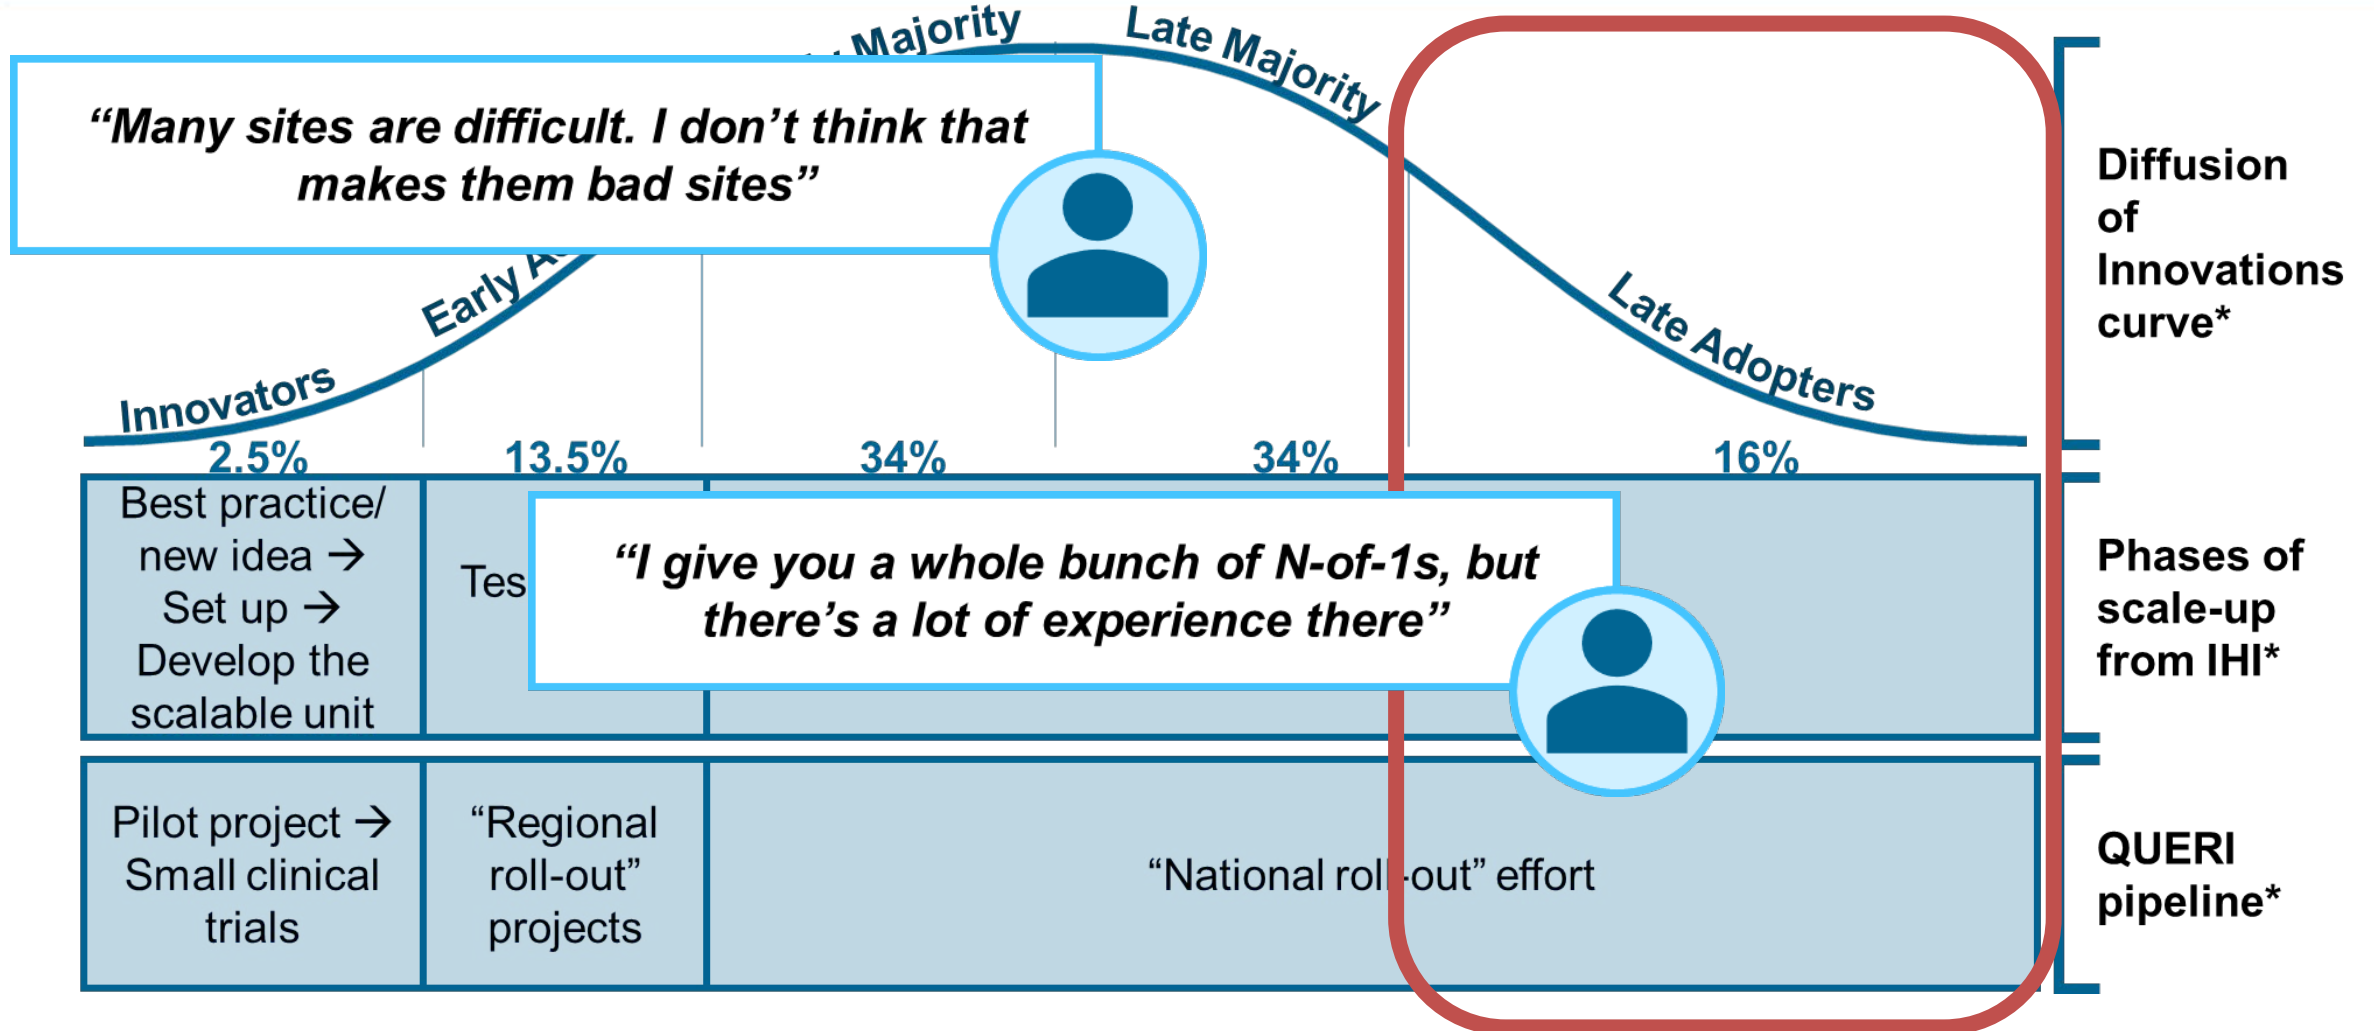 Majority
Late Majority
“Many sites are difficult. I don’t think that
makes them bad sites”
Early
Innovators
Late Adopters
2.5%
13.5%
34%
34%
16%
Diffusion
of
Innovations
curve*
Best practice/
new idea →
Set up →
Develop the
scalable unit
“I give you a whole bunch of N-of-1s, but
there’s a lot of experience there”
Phases of
scale-up
from IHI*
Pilot project →
Small clinical
trials
“Regional
roll-out”
projects
“National roll-out” effort
QUERI
pipeline*